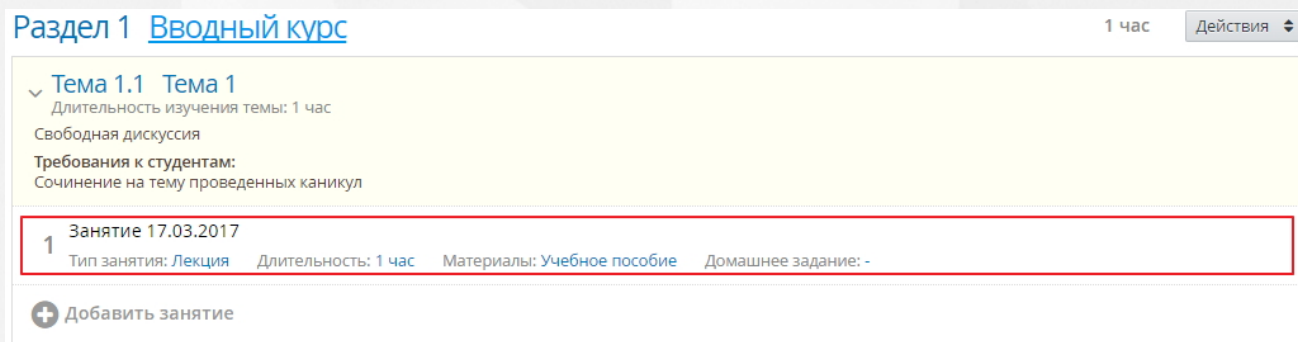 Раздел 1 Вводный курс 1 час Действия
Тема 1.1 Тема 1
Длительность изучения темы: 1 час
Свободная дискуссия
Требования к студентам:
Сочинение на тему проведенных каникул
1 Занятие 17.03.2017
Тип занятия: Лекция Длительность: 1 час Материалы: Учебное пособие Домашнее задание: -
Добавить занятие